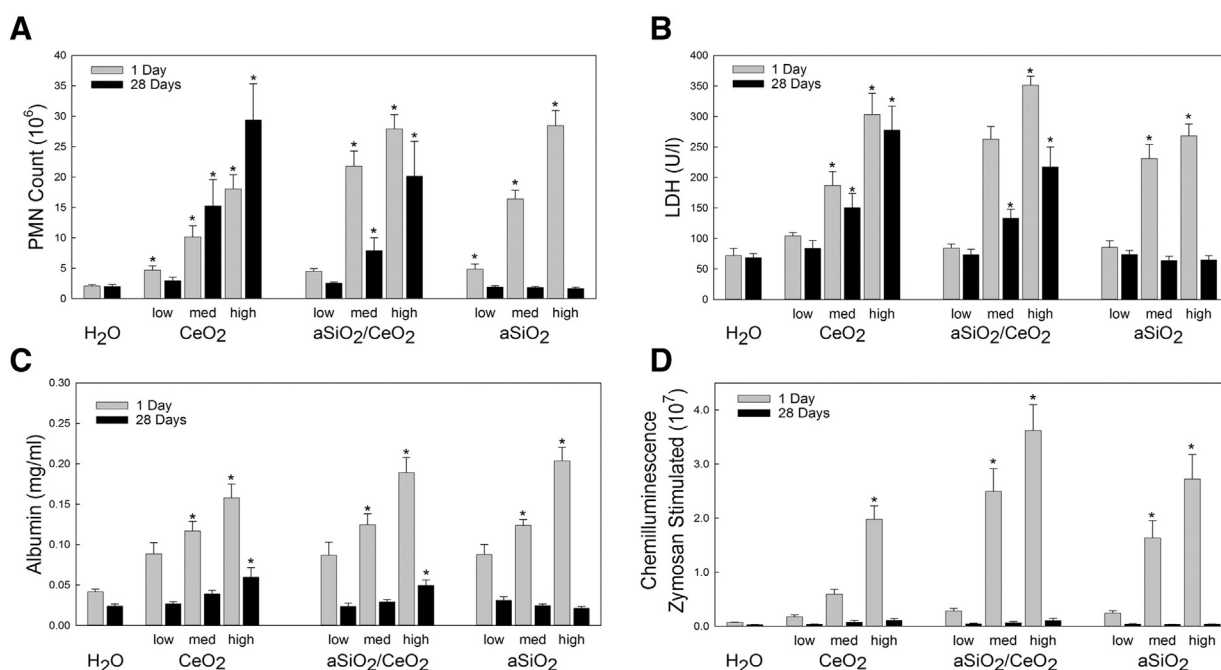 A
PMN Count (10⁶)
40
35
30
25
20
15
10
5
0
1 Day
28 Days
* * * * * * * * * * * *
low med high low med high low med high
H₂O CeO₂ aSiO₂/CeO₂ aSiO₂
B
LDH (U/l)
400
350
300
250
200
150
100
50
0
1 Day
28 Days
* * * * * * * * *
low med high low med high low med high
H₂O CeO₂ aSiO₂/CeO₂ aSiO₂
C
Albumin (mg/ml)
0.30
0.25
0.20
0.15
0.10
0.05
0.00
1 Day
28 Days
* * * * * * * *
low med high low med high low med high
H₂O CeO₂ aSiO₂/CeO₂ aSiO₂
D
Chemilluminescence
Zymosan Stimulated (10⁷)
4.0
3.0
2.0
1.0
0.0
1 Day
28 Days
* * * * *
low med high low med high low med high
H₂O CeO₂ aSiO₂/CeO₂ aSiO₂